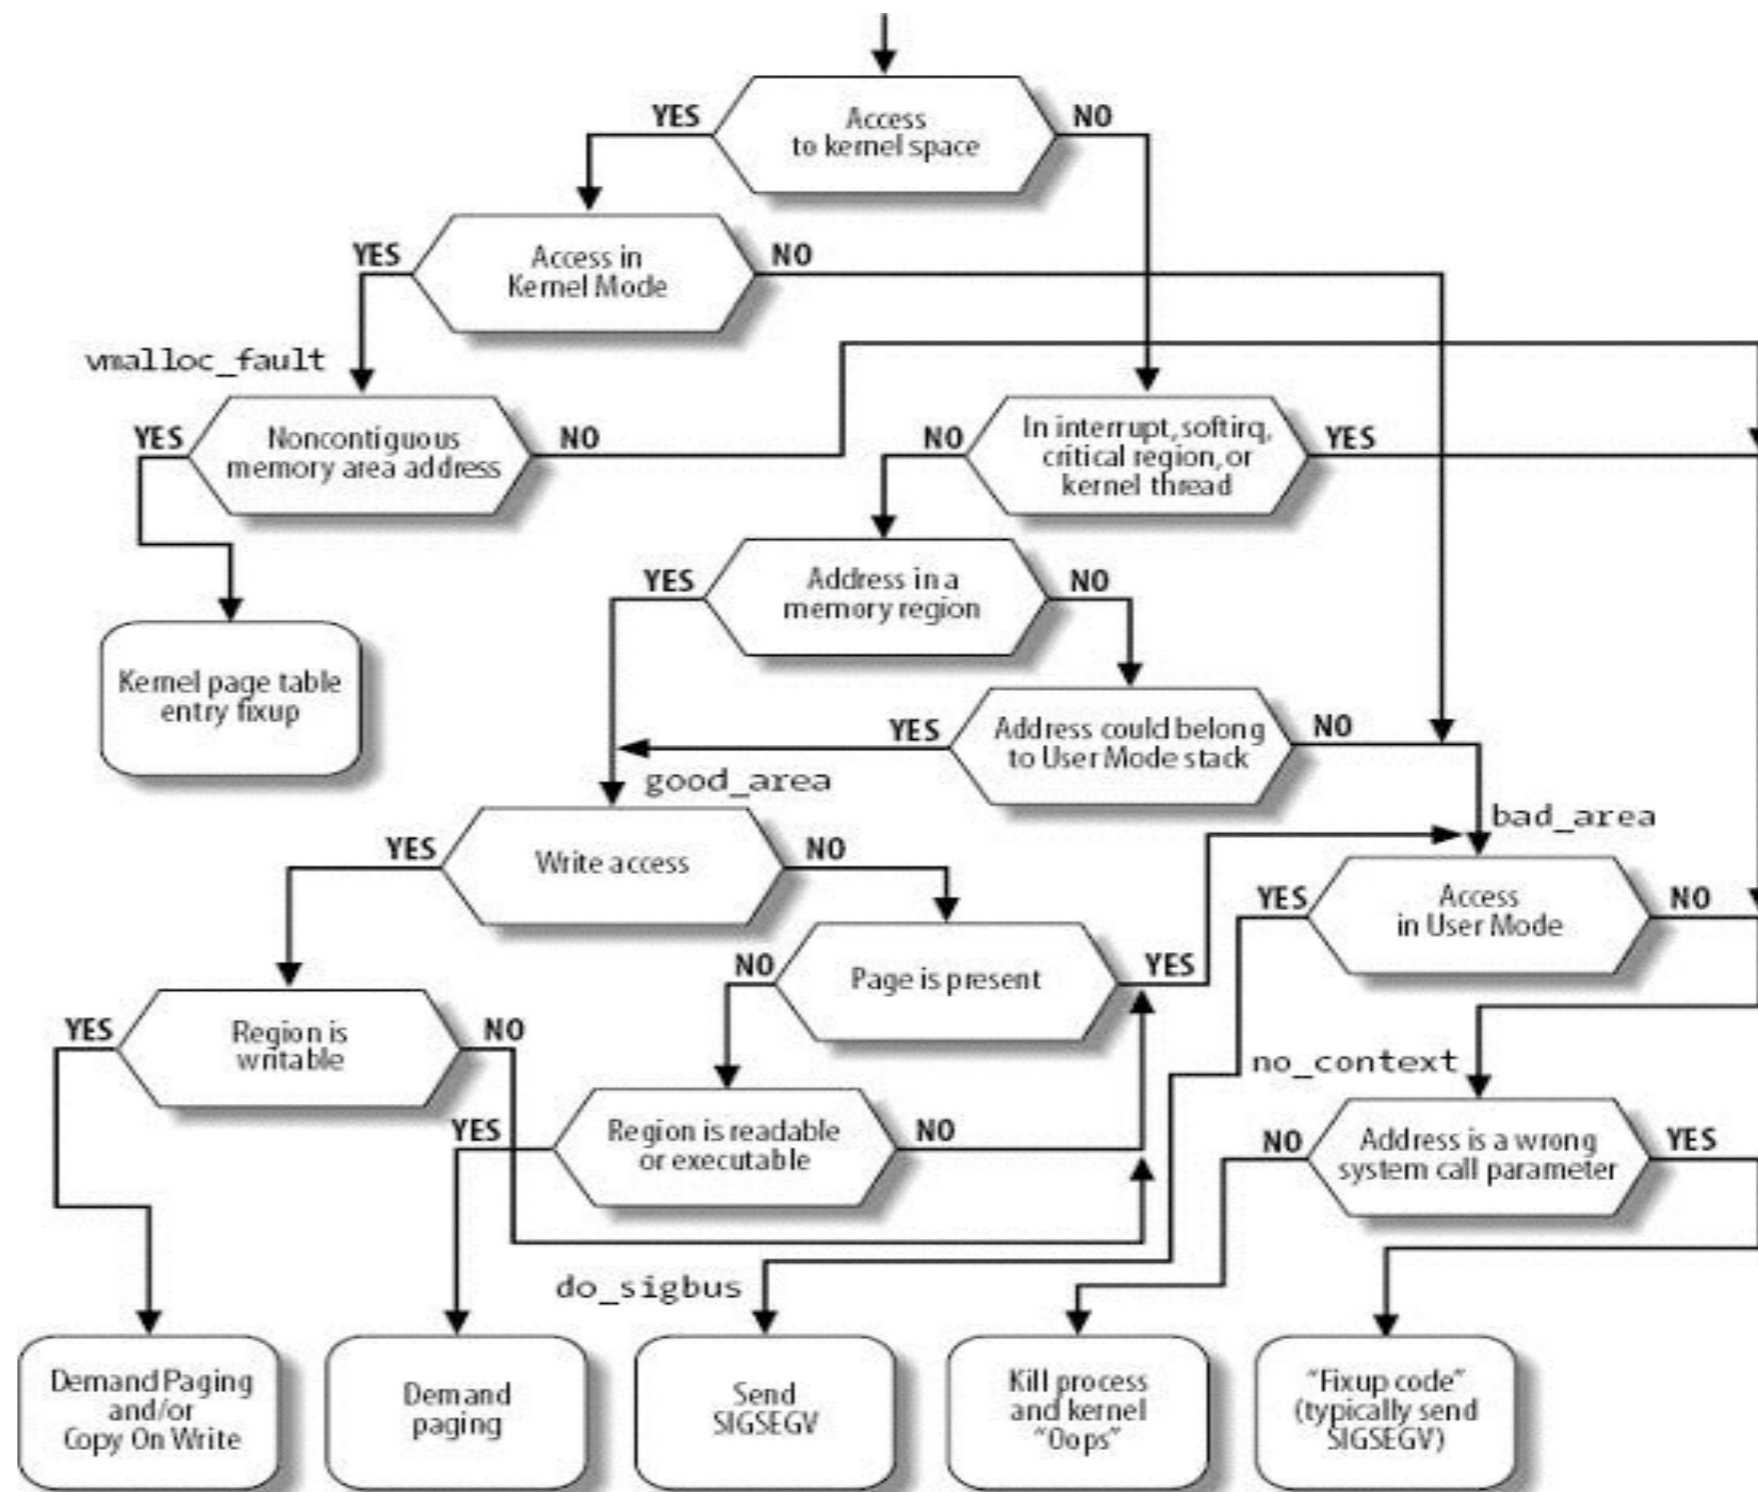 YES
Access
to kernel space
NO
YES
Access in
Kernel Mode
NO
vmalloc_fault
YES
Noncontiguous
memory area address
NO
NO
In interrupt, softirq,
critical region, or
kernel thread
YES
YES
Address in a
memory region
NO
Kernel page table
entry fixup
YES
Address could belong
to User Mode stack
NO
good_area
bad_area
YES
Write access
NO
YES
Access
in User Mode
NO
NO
Page is present
YES
YES
Region is
writable
NO
no_context
YES
Region is readable
or executable
NO
NO
Address is a wrong
system call parameter
YES
do_sigbus
Demand Paging
and/or
Copy On Write
Demand
paging
Send
SIGSEGV
Kill process
and kernel
"Oops"
"Fixup code"
(typically send
SIGSEGV)